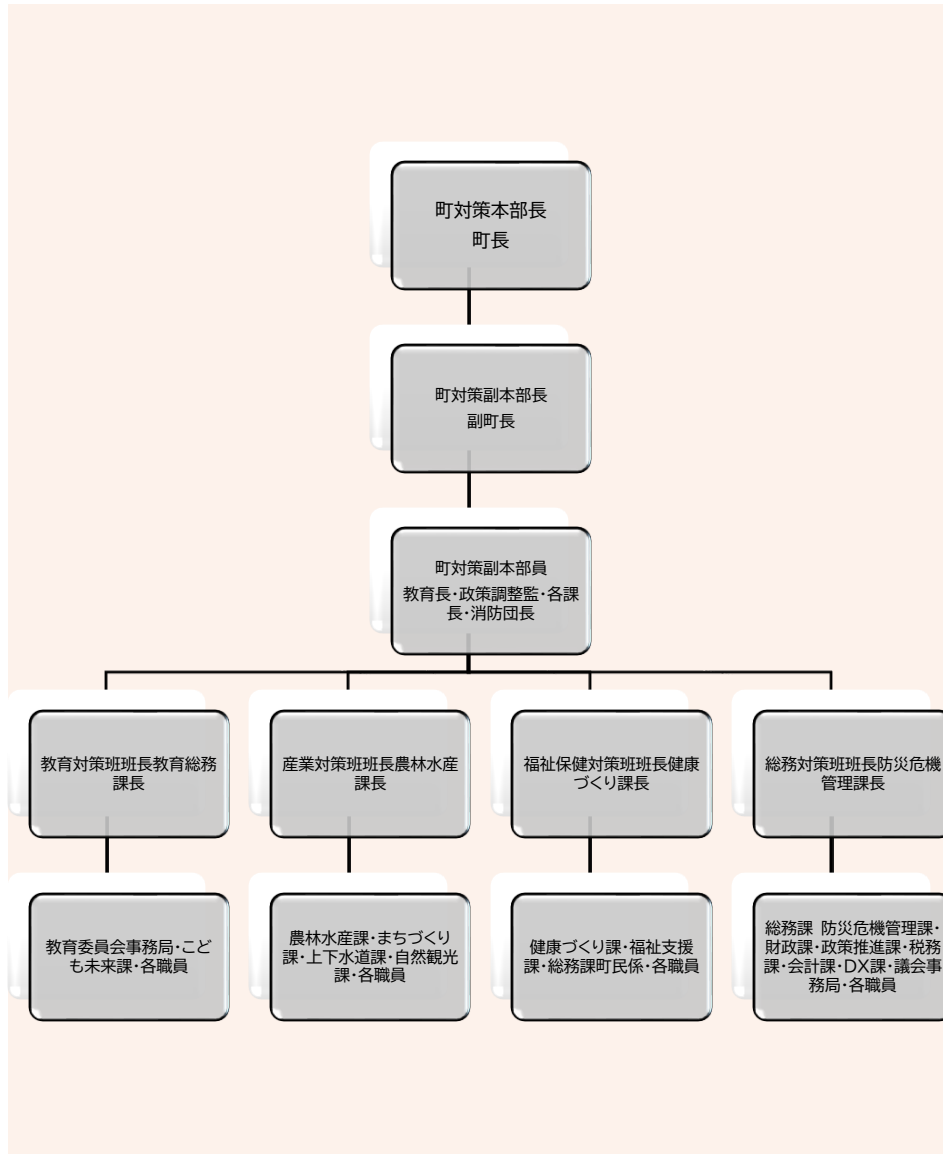 町対策本部長
町長
町対策副本部長
副町長
町対策副本部員
教育長・政策調整監・各課
長・消防団長
教育対策班班長教育総務
課長
産業対策班班長農林水産
課長
福祉保健対策班班長健康
づくり課長
総務対策班班長防災危機
管理課長
教育委員会事務局・こど
も未来課・各職員
農林水産課・まちづくり
課・上下水道課・自然観光
課・各職員
健康づくり課・福祉支援
課・総務課町民係・各職員
総務課 防災危機管理課・
財政課・政策推進課・税務
課・会計課・DX課・議会事
務局・各職員